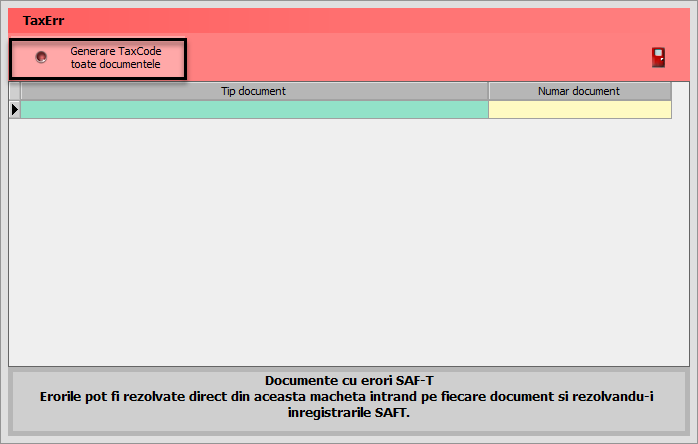 TaxErr
Generare TaxCode
toate documentele
Tip document Numar document
Documente cu erori SAF-T
Erorile pot fi rezolvate direct din aceasta macheta intrand pe fiecare document si rezolvandu-i
inregistrarile SAFT.